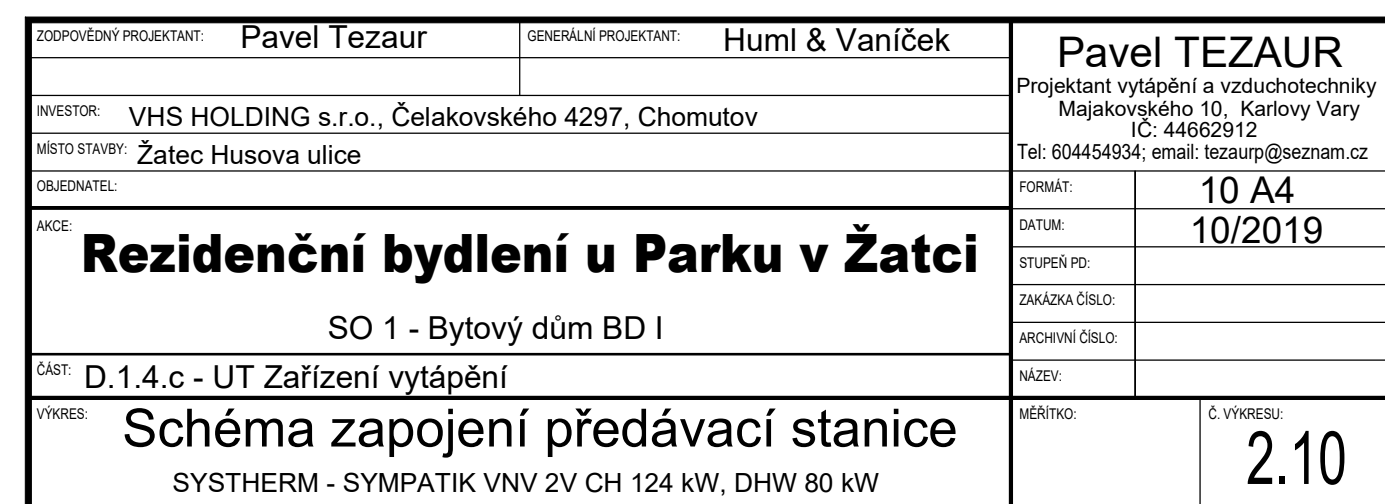 ZODPOVĚDNÝ PROJEKTANT: Pavel Tezaur
GENERÁLNÍ PROJEKTANT: Huml & Vaníček
INVESTOR: VHS HOLDING s.r.o., Čelakovského 4297, Chomutov
MÍSTO STAVBY: Žatec Husova ulice
OBJEDNATEL:
AKCE: Rezidenční bydlení u Parku v Žatci
SO 1 - Bytový dům BD I
ČÁST: D.1.4.c - UT Zařízení vytápění
VÝKRES: Schéma zapojení předávací stanice
SYSTHERM - SYMPATIK VNV 2V CH 124 kW, DHW 80 kW
Pavel TEZAUR
Projektant vytápění a vzduchotechniky
Majakovského 10, Karlovy Vary
IČ: 44662912
Tel: 604454934; email: tezaurp@seznam.cz
FORMÁT: 10 A4
DATUM: 10/2019
STUPEŇ PD:
ZAKÁZKA ČÍSLO:
ARCHIVNÍ ČÍSLO:
NÁZEV:
MĚŘÍTKO:
Č. VÝKRESU: 2.10